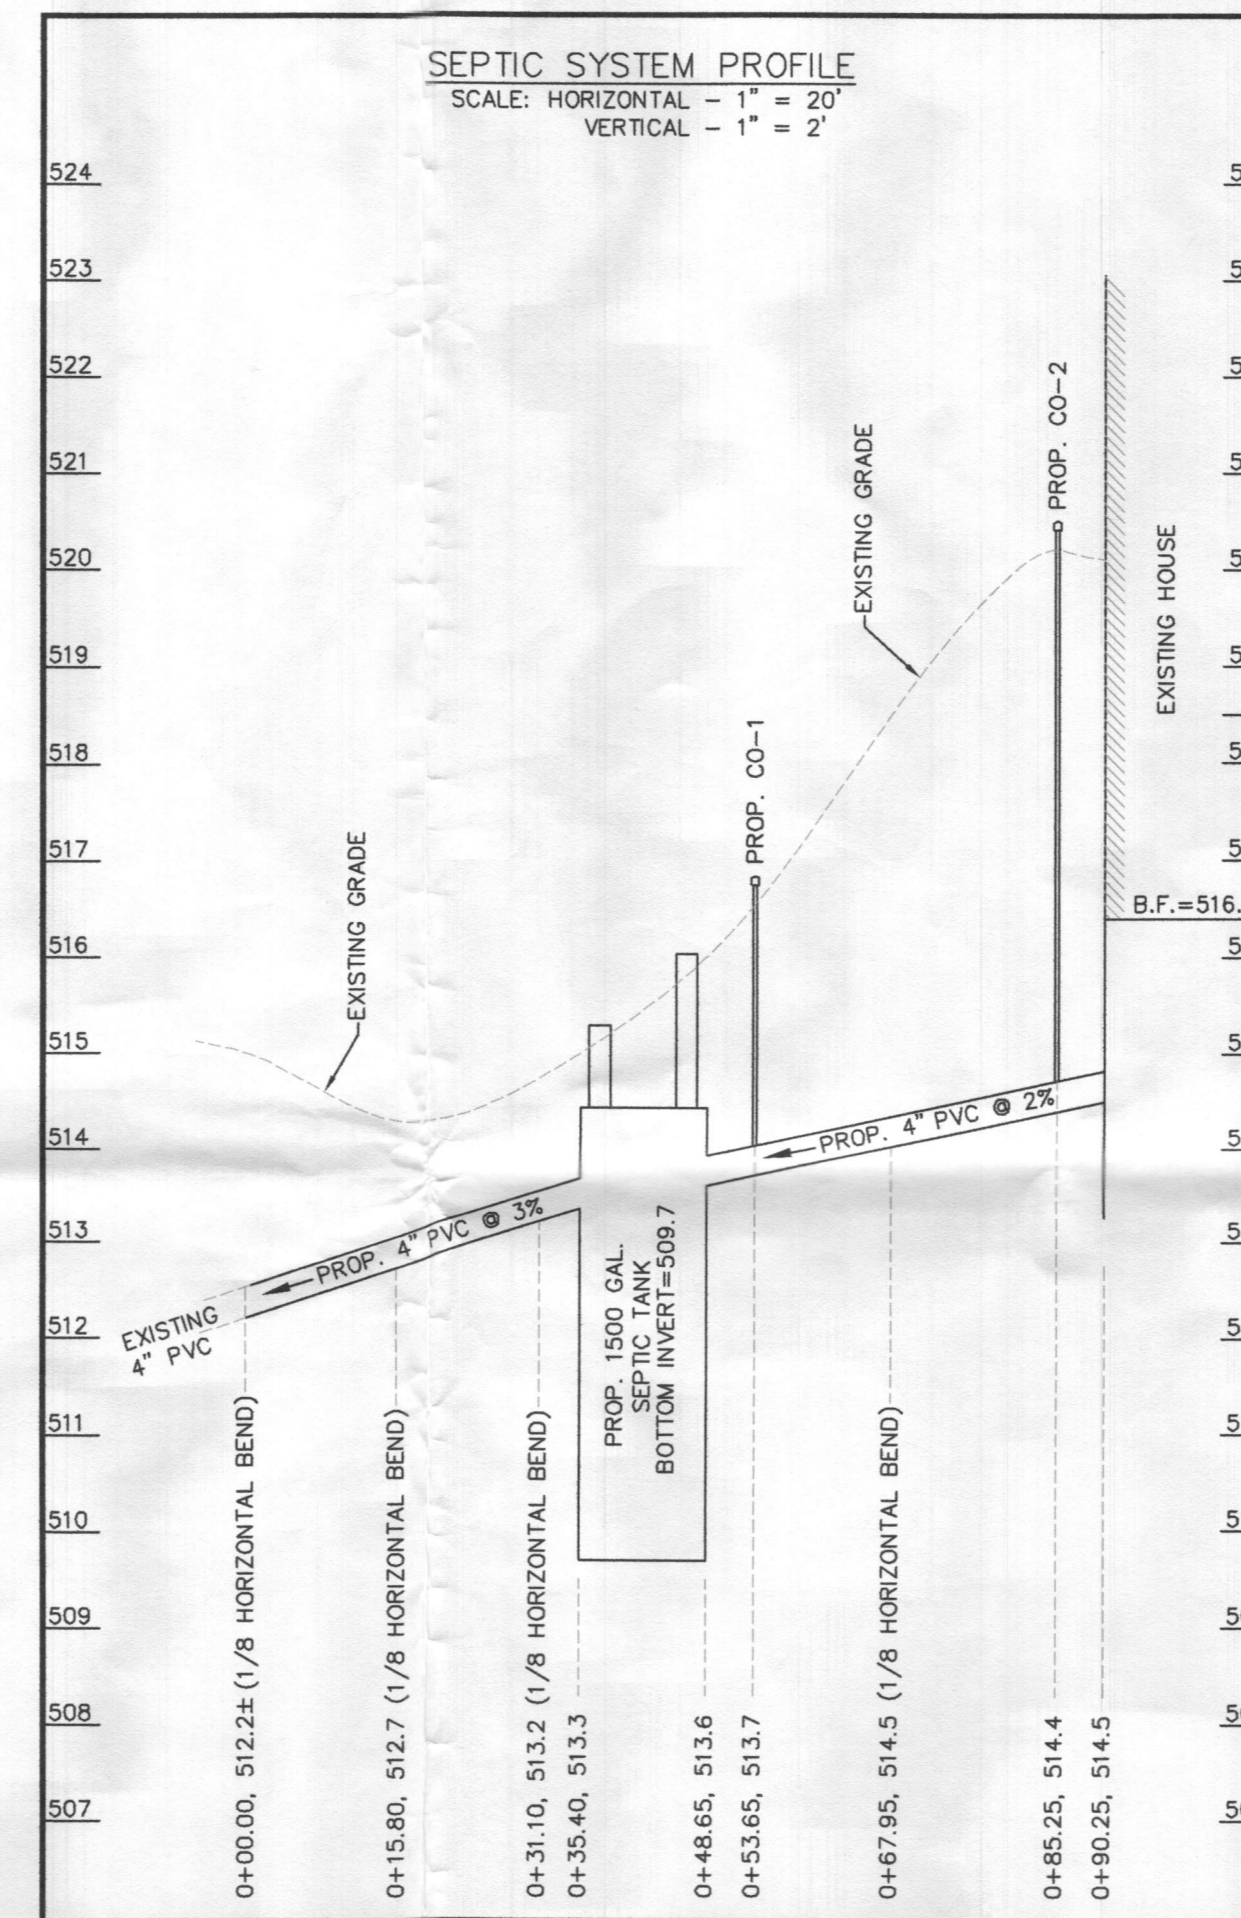 SEPTIC SYSTEM PROFILE
SCALE: HORIZONTAL – 1" = 20'
VERTICAL – 1" = 2'
524
523
522
521
520
519
518
517
516
515
514
513
512
511
510
509
508
507
EXISTING GRADE
EXISTING GRADE
PROP. CO-1
PROP. CO-2
EXISTING HOUSE
B.F.=516.
PROP. 4" PVC @ 2%
PROP. 4" PVC @ 3%
EXISTING
4" PVC
PROP. 1500 GAL.
SEPTIC TANK
BOTTOM INVERT=509.7
0+00.00, 512.2± (1/8 HORIZONTAL BEND)
0+15.80, 512.7 (1/8 HORIZONTAL BEND)
0+31.10, 513.2 (1/8 HORIZONTAL BEND)
0+35.40, 513.3
0+48.65, 513.6
0+53.65, 513.7
0+67.95, 514.5 (1/8 HORIZONTAL BEND)
0+85.25, 514.4
0+90.25, 514.5